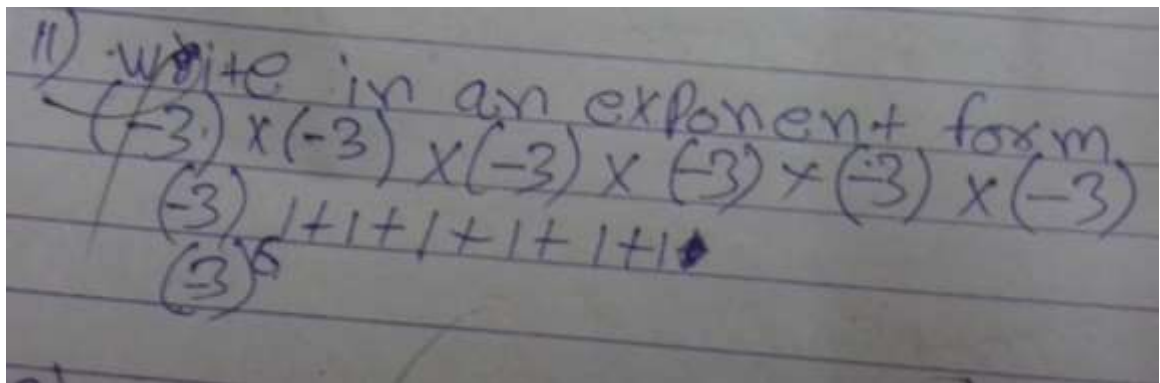 11) write in an exponent form
(-3) × (-3) × (-3) × (-3) × (-3) × (-3)
(-3) 1+1+1+1+1+1
(-3)6